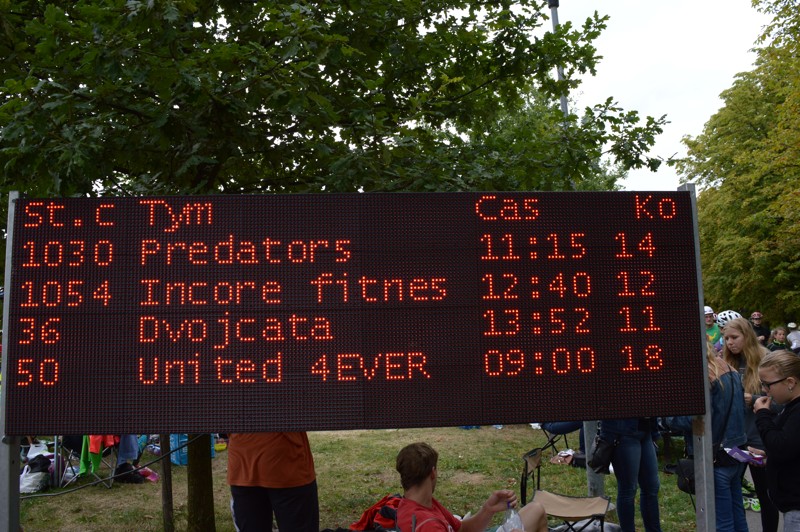 St.c Tym Cas Ko
1030 Predators 11:15 14
1054 Incore fitnes 12:40 12
36 Dvojcata 13:52 11
50 United 4EVER 09:00 18